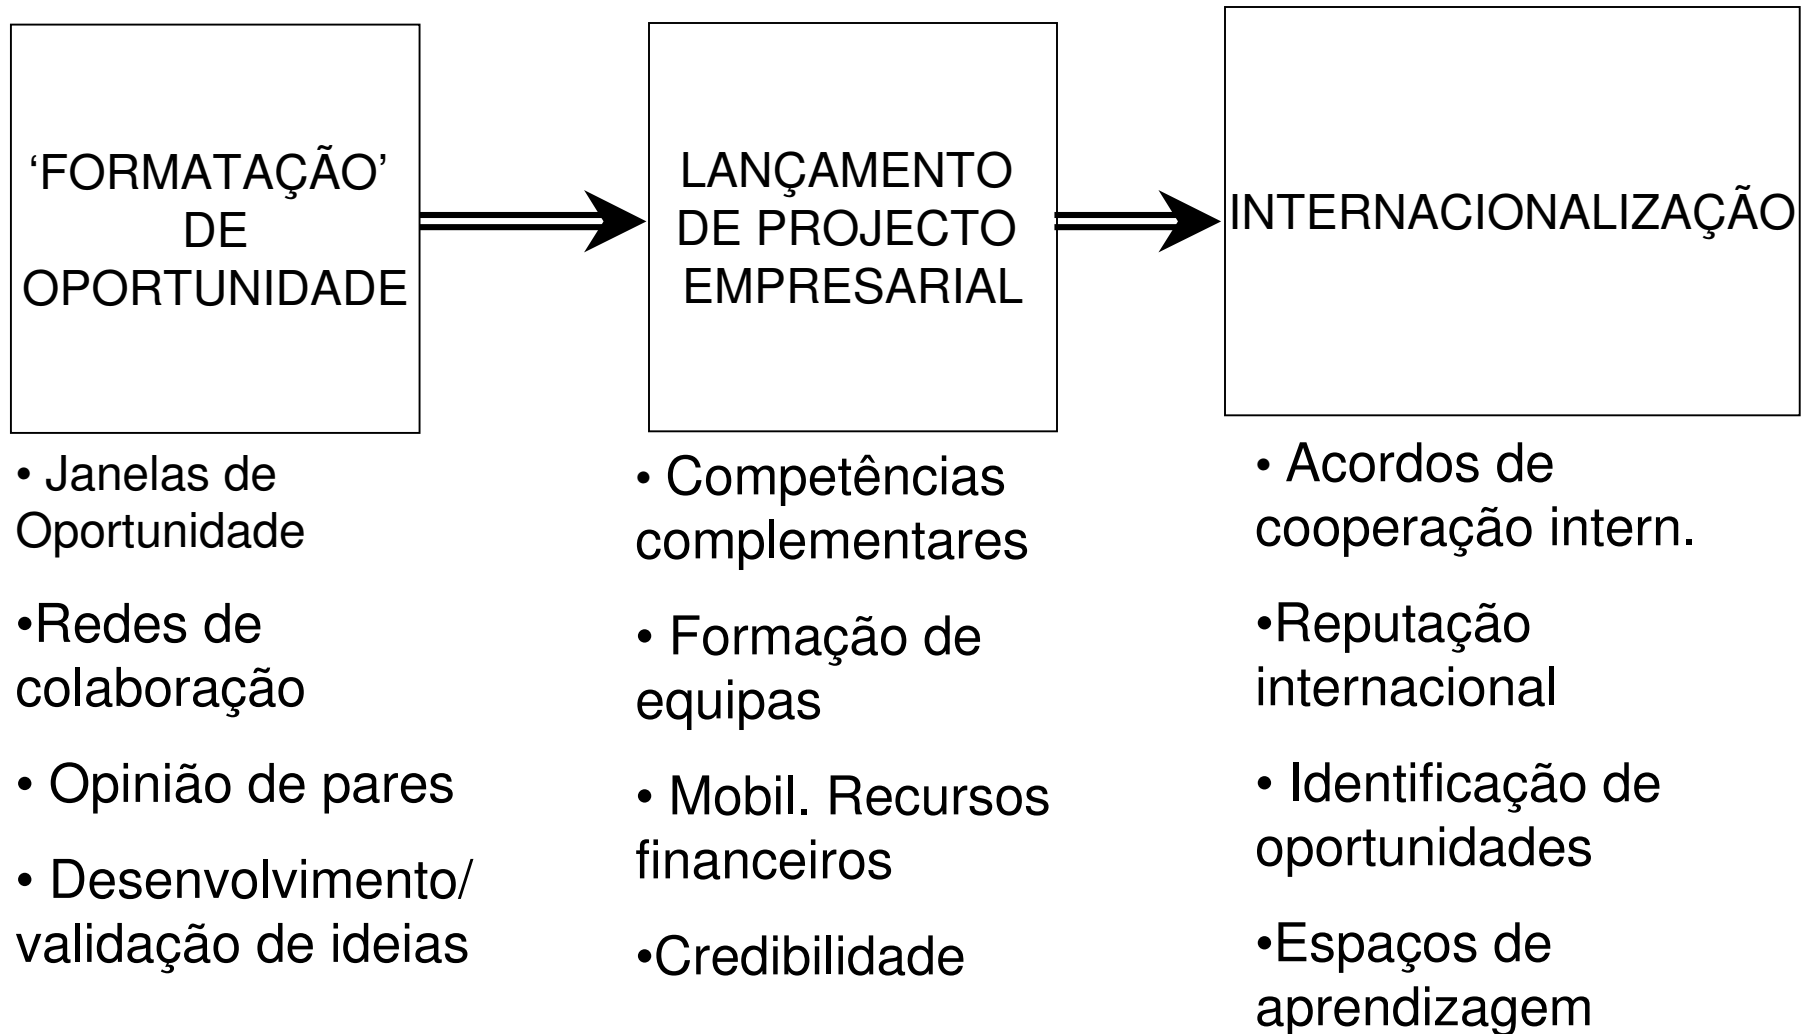 ‘FORMATAÇÃO’
DE
OPORTUNIDADE
• Janelas de
Oportunidade
•Redes de
colaboração
• Opinião de pares
• Desenvolvimento/
validação de ideias
LANÇAMENTO
DE PROJECTO
EMPRESARIAL
• Competências
complementares
• Formação de
equipas
• Mobil. Recursos
financeiros
•Credibilidade
INTERNACIONALIZAÇÃO
• Acordos de
cooperação intern.
•Reputação
internacional
• Identificação de
oportunidades
•Espaços de
aprendizagem